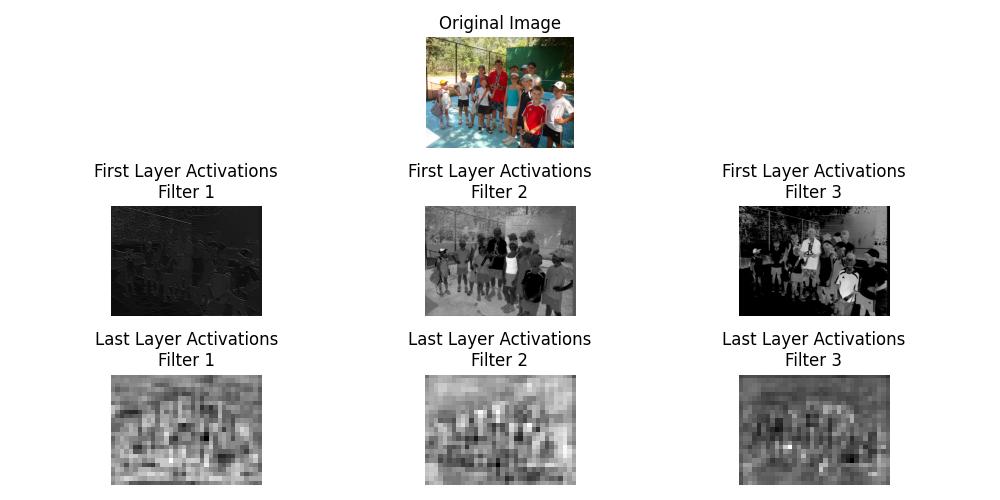 Original Image
First Layer Activations
Filter 1
First Layer Activations
Filter 2
First Layer Activations
Filter 3
Last Layer Activations
Filter 1
Last Layer Activations
Filter 2
Last Layer Activations
Filter 3